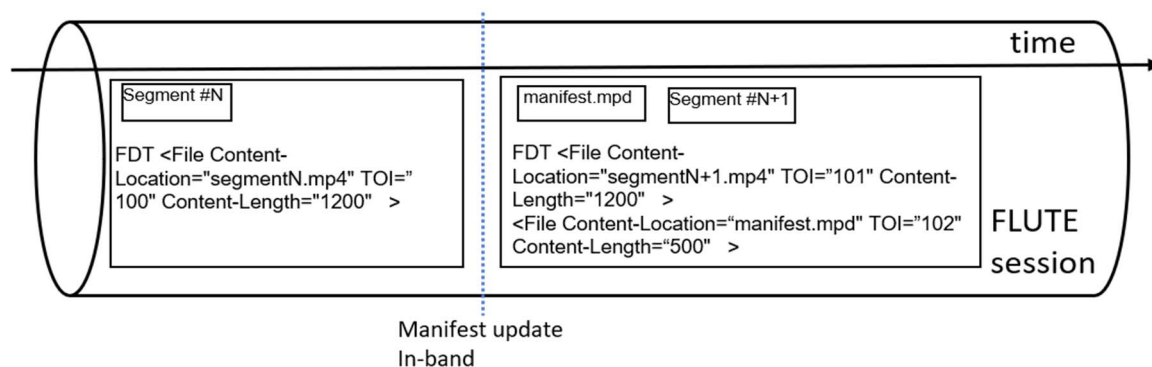 time
Segment #N
FDT <File Content-
Location="segmentN.mp4" TOI=”
100" Content-Length="1200"   >
manifest.mpd
Segment #N+1
FDT <File Content-
Location="segmentN+1.mp4" TOI=”101" Content-
Length="1200"   >
<File Content-Location=“manifest.mpd" TOI=”102"
Content-Length=“500"   >
FLUTE
session
Manifest update
In-band